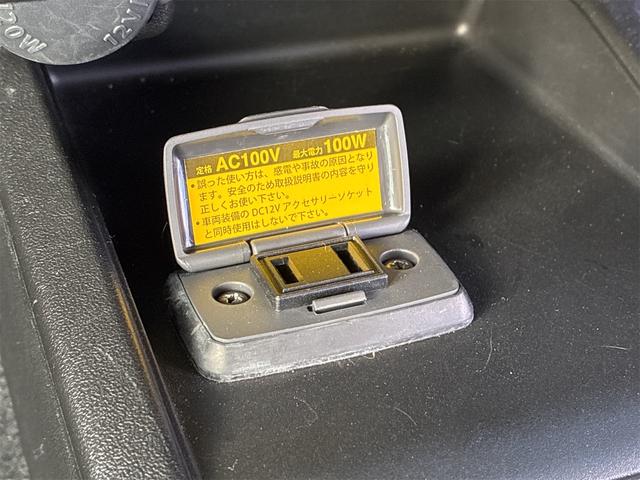 120W 12V
定格 AC100V 最大電力 100W
•誤った使い方は、感電や事故の原因となり
ます。安全のため取扱説明書の内容を守り
正しくお使い下さい。
•車両装備の DC12V アクセサリーソケット
と同時使用はしないで下さい。